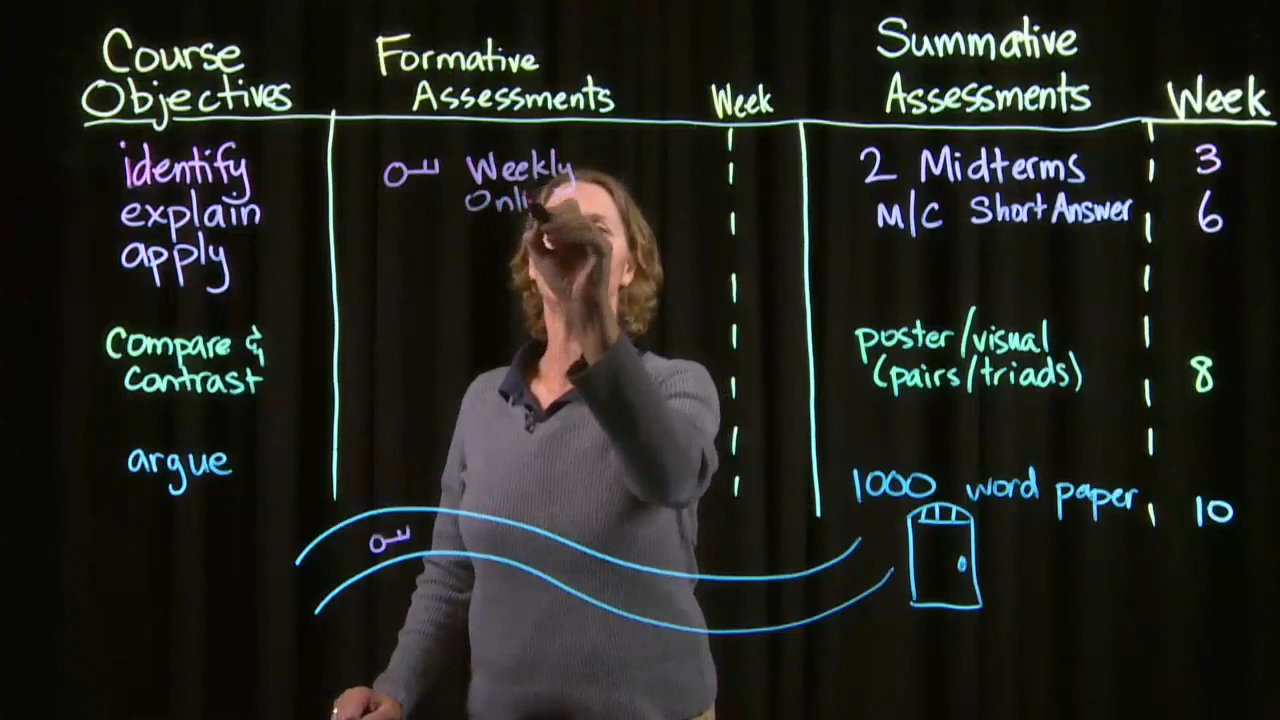 Course
Objectives
Formative
Assessments
Week
Summative
Assessments
Week
identify
explain
apply
Weekly
Onli
2 Midterms
M/C Short Answer
3
6
compare &
contrast
poster/visual
(pairs/triads)
8
argue
1000 word paper
10